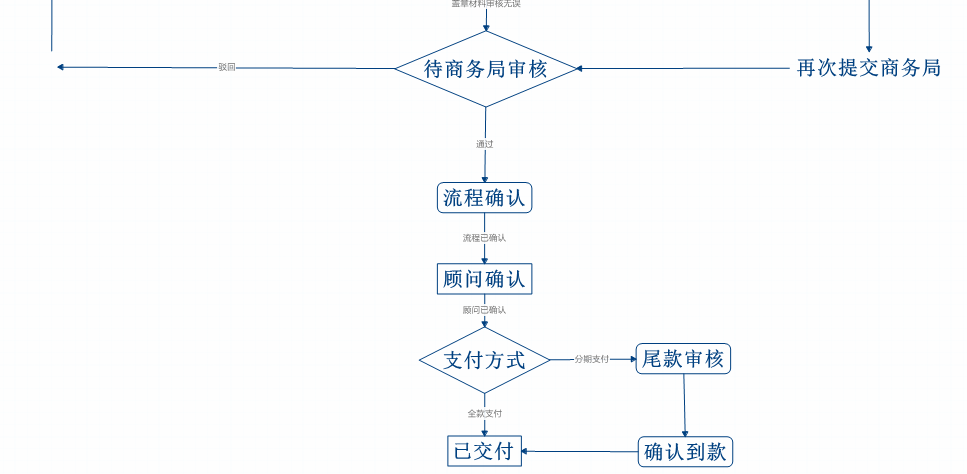 盖章材料审核无误
驳回
待商务局审核
再次提交商务局
通过
流程确认
流程已确认
顾问确认
顾问已确认
支付方式
分期支付
尾款审核
全款支付
已交付
确认到款